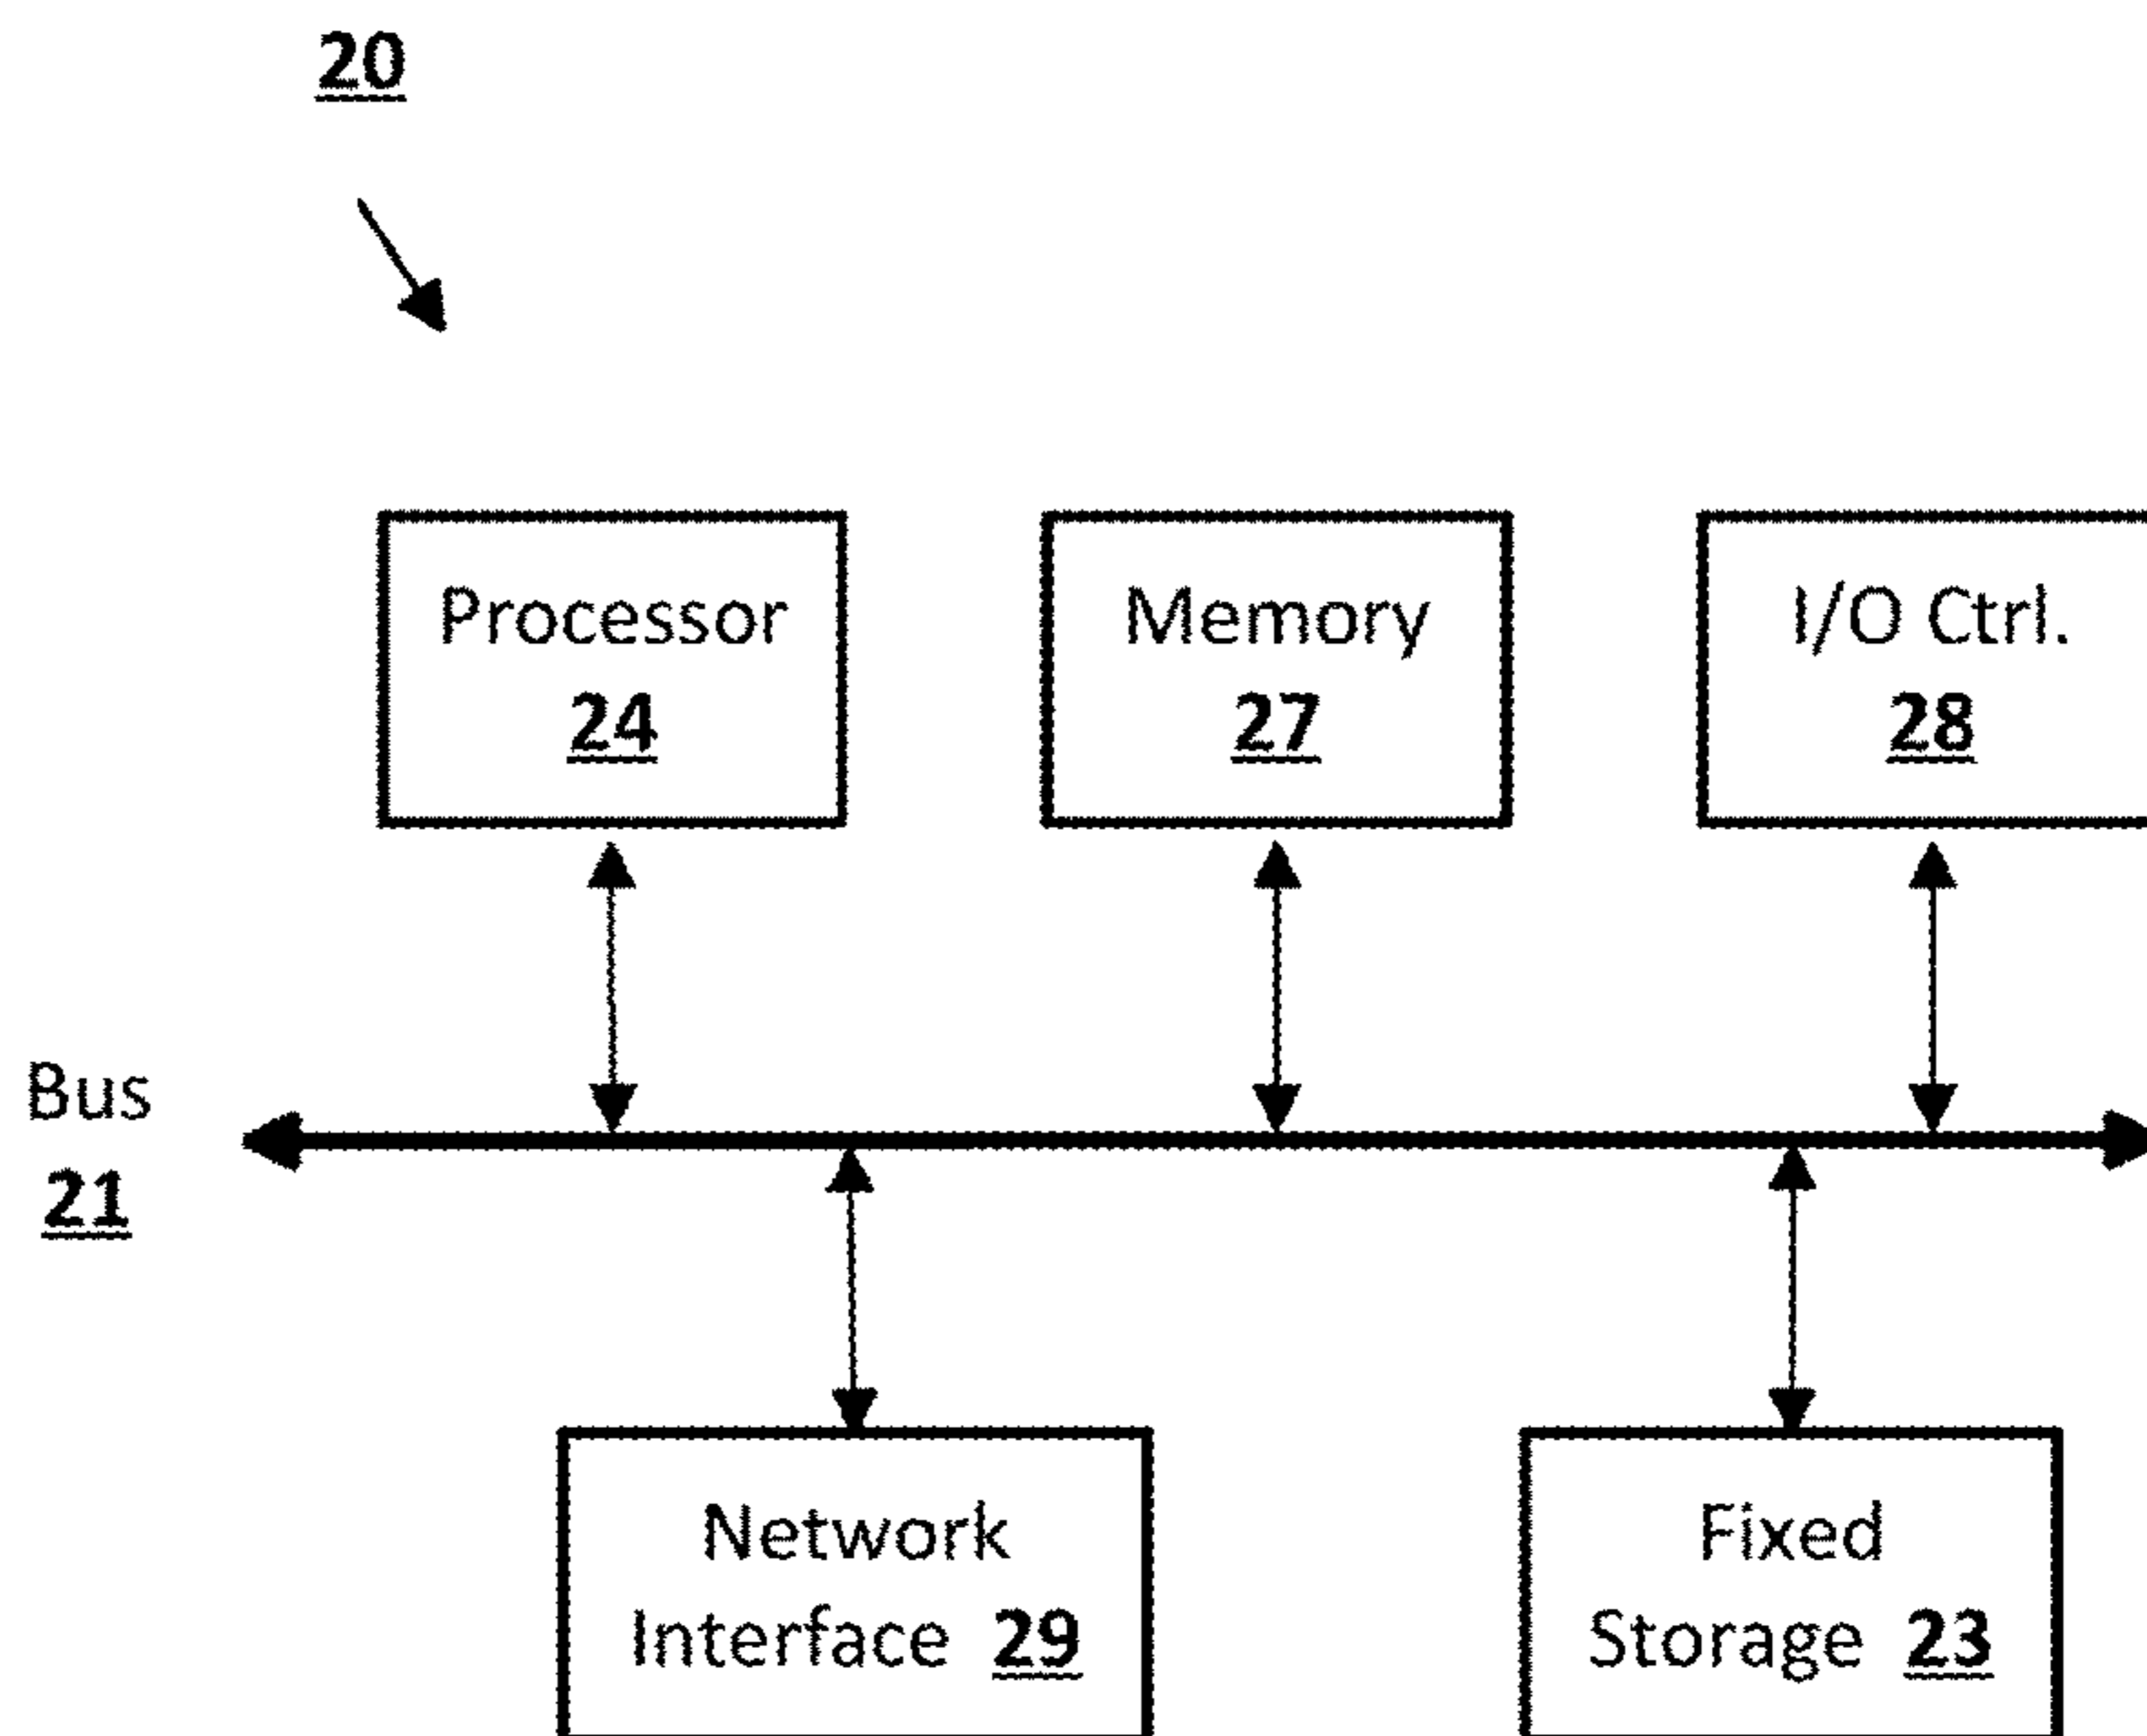 20
Processor
24
Memory
27
I/O Ctrl.
28
Bus
21
Network
Interface 29
Fixed
Storage 23